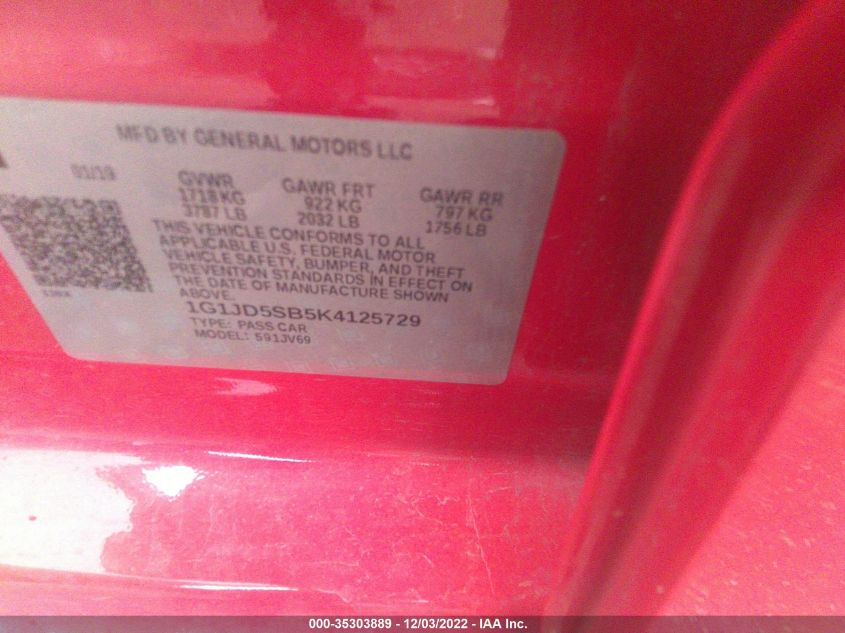 MFD BY GENERAL MOTORS LLC
01/19 GVWR GAWR FRT GAWR RR
1718 KG 922 KG 797 KG
3787 LB 2032 LB 1756 LB
THIS VEHICLE CONFORMS TO ALL
APPLICABLE U.S. FEDERAL MOTOR
VEHICLE SAFETY, BUMPER, AND THEFT
PREVENTION STANDARDS IN EFFECT ON
THE DATE OF MANUFACTURE SHOWN
ABOVE.
1G1JD5SB5K4125729
TYPE: PASS CAR
MODEL: 591JV69
000-35303889 - 12/03/2022 - IAA Inc.